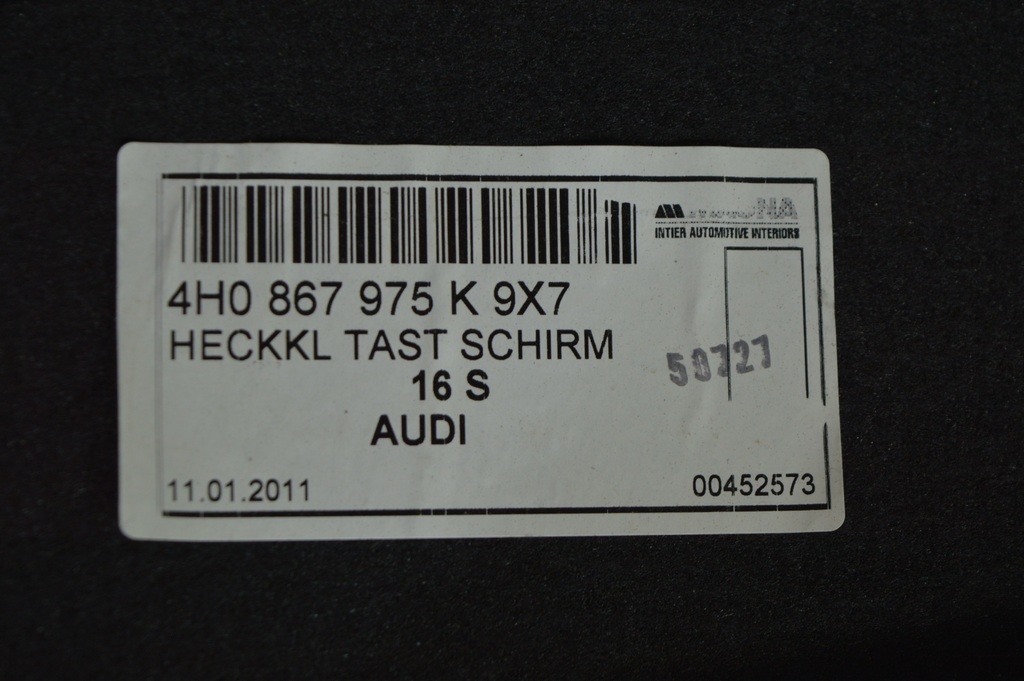 INTIER AUTOMOTIVE INTERIORS
4H0 867 975 K 9X7
HECKKL TAST SCHIRM
16 S
AUDI
11.01.2011
00452573